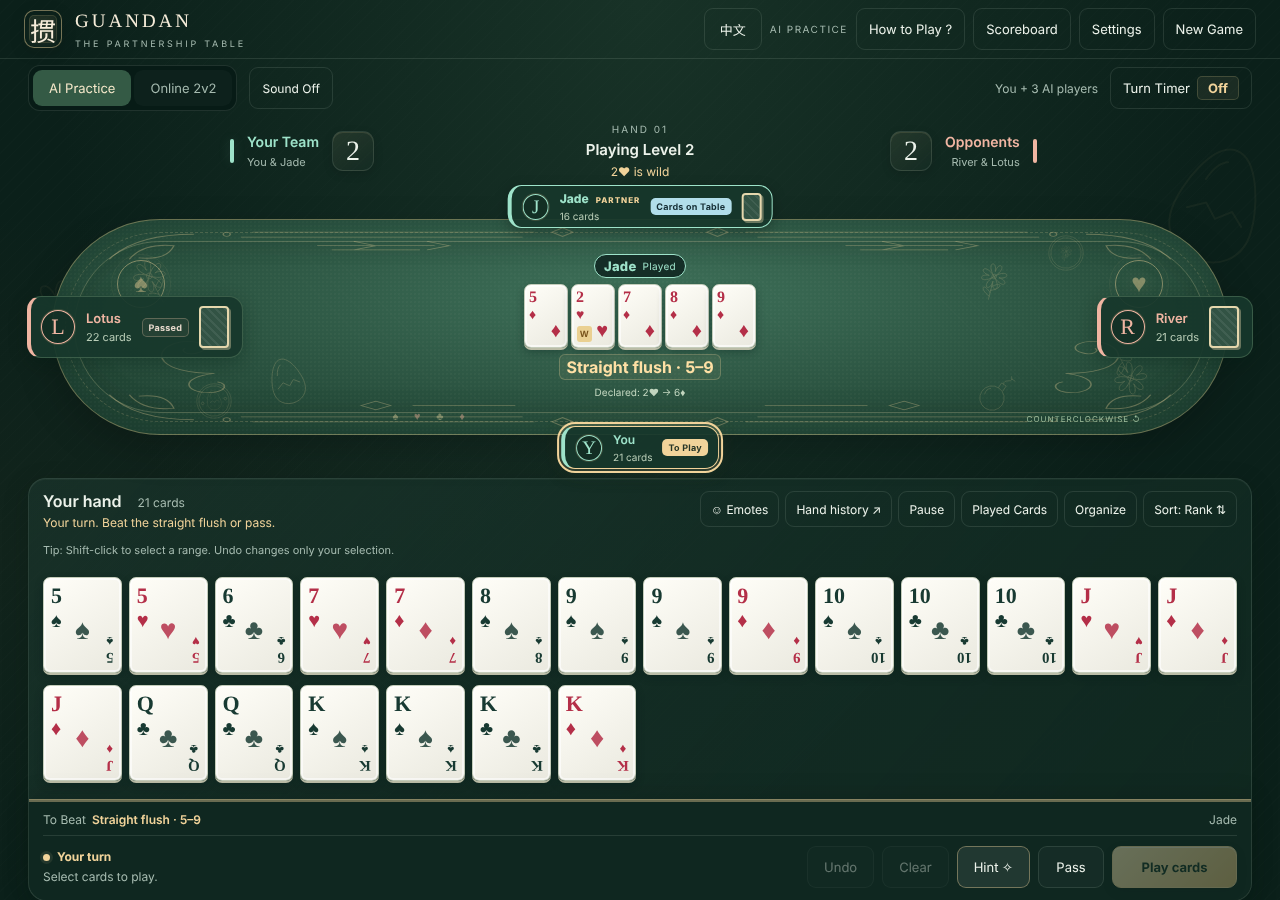 掼 GUANDAN
THE PARTNERSHIP TABLE
中文 AI PRACTICE How to Play ? Scoreboard Settings New Game
AI Practice Online 2v2 Sound Off You + 3 AI players Turn Timer Off
Your Team
You & Jade
2
HAND 01
Playing Level 2
2♥ is wild
2
Opponents
River & Lotus
J Jade PARTNER
16 cards
Cards on Table
Jade Played
L Lotus
22 cards
Passed
5♦ 2♥ W 7♦ 8♦ 9♦
R River
21 cards
Straight flush · 5–9
Declared: 2♥ → 6♦
♠ ♥ ♣ ♦
COUNTERCLOCKWISE ↺
Y You
21 cards
To Play
Your hand 21 cards
Your turn. Beat the straight flush or pass.
☺ Emotes Hand history ↗ Pause Played Cards Organize Sort: Rank ⇅
Tip: Shift-click to select a range. Undo changes only your selection.
5♠ 5♥ 6♣ 7♥ 7♦ 8♠ 9♠ 9♠ 9♦ 10♠ 10♣ 10♣ J♥ J♦
J♦ Q♣ Q♣ K♠ K♠ K♣ K♦
To Beat Straight flush · 5–9 Jade
Your turn
Select cards to play.
Undo Clear Hint ✧ Pass Play cards